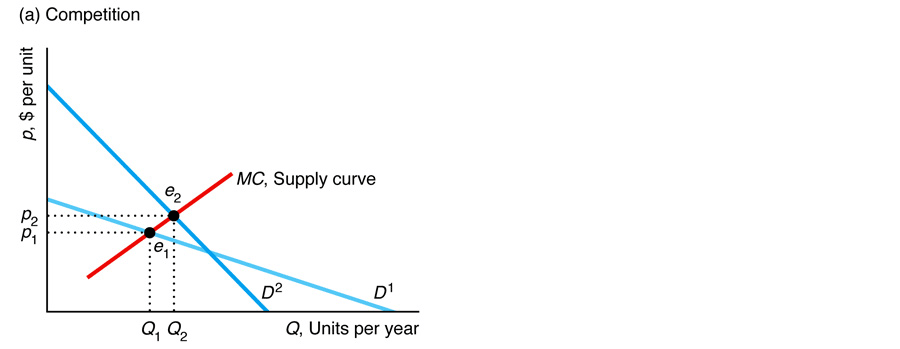 (a) Competition
p, $ per unit
MC, Supply curve
e2
p2
p1
e1
D2
D1
Q1 Q2
Q, Units per year